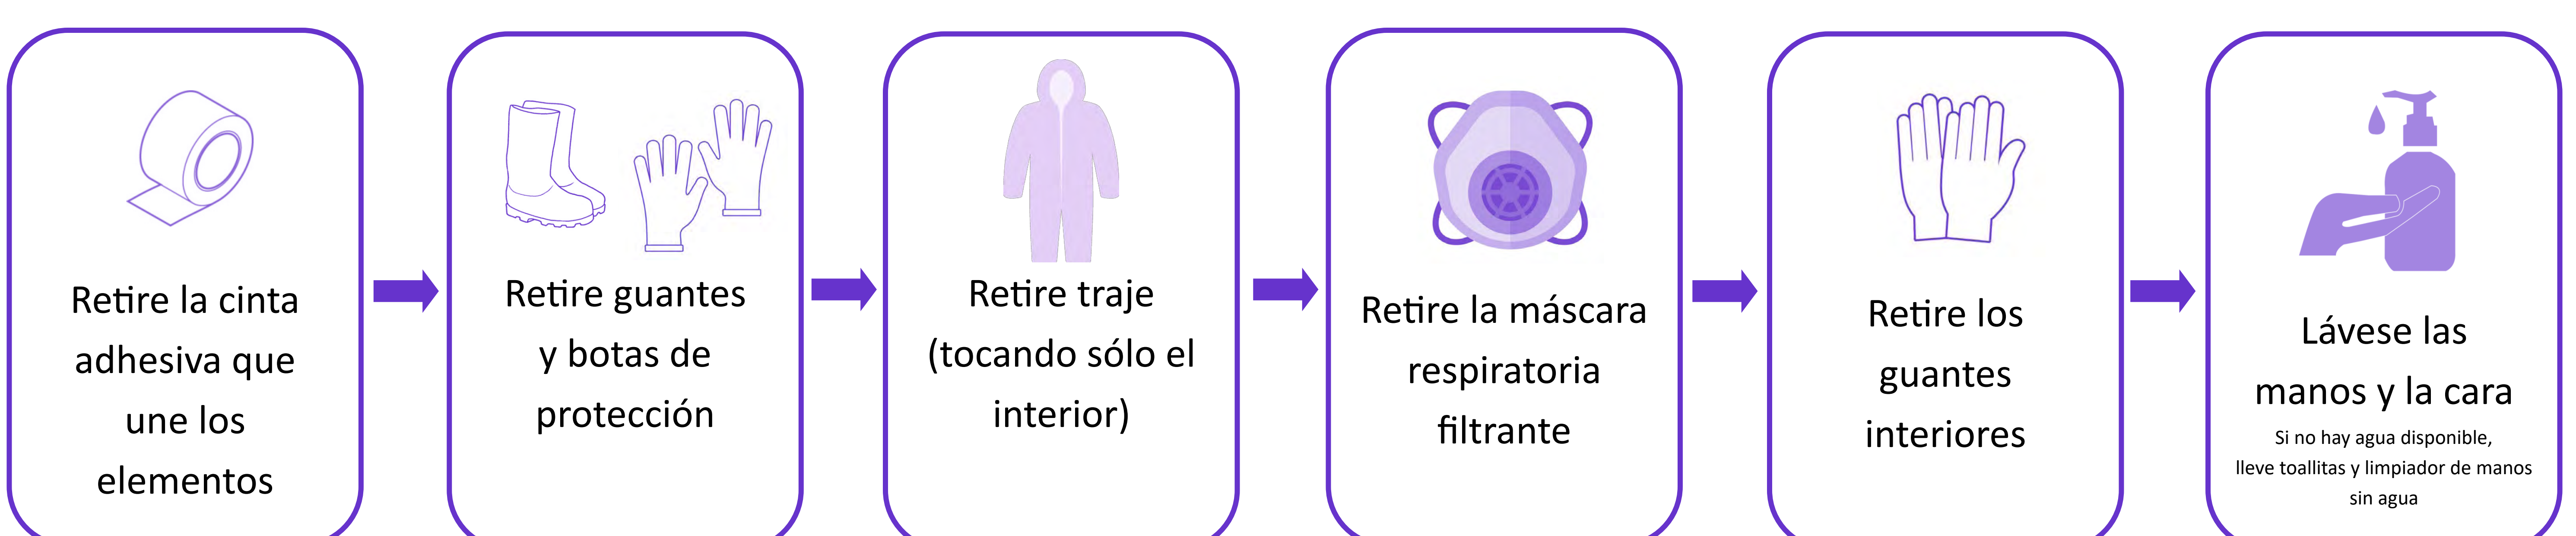 Retire la cinta
adhesiva que
une los
elementos
Retire guantes
y botas de
protección
Retire traje
(tocando sólo el
interior)
Retire la máscara
respiratoria
filtrante
Retire los
guantes
interiores
Lávese las
manos y la cara
Si no hay agua disponible,
lleve toallitas y limpiador de manos
sin agua